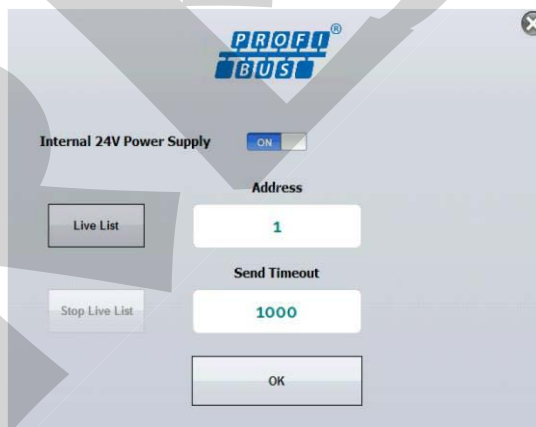 PROFI®
BUS
Internal 24V Power Supply
ON
Address
Live List
1
Send Timeout
Stop Live List
1000
OK